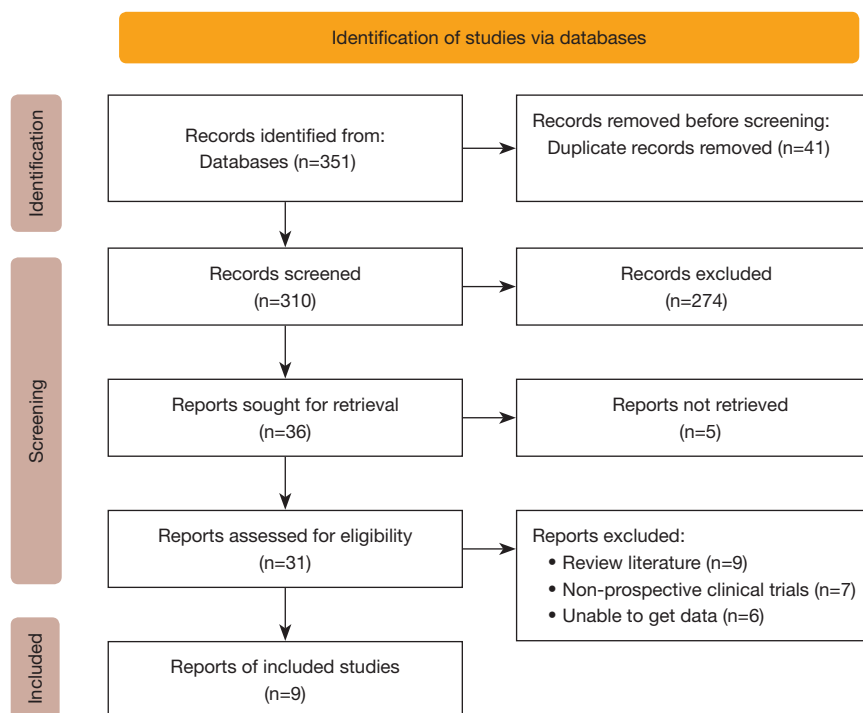 Identification of studies via databases
Identification
Records identified from:
Databases (n=351)
Records removed before screening:
Duplicate records removed (n=41)
Screening
Records screened
(n=310)
Records excluded
(n=274)
Reports sought for retrieval
(n=36)
Reports not retrieved
(n=5)
Reports assessed for eligibility
(n=31)
Reports excluded:
• Review literature (n=9)
• Non-prospective clinical trials (n=7)
• Unable to get data (n=6)
Included
Reports of included studies
(n=9)